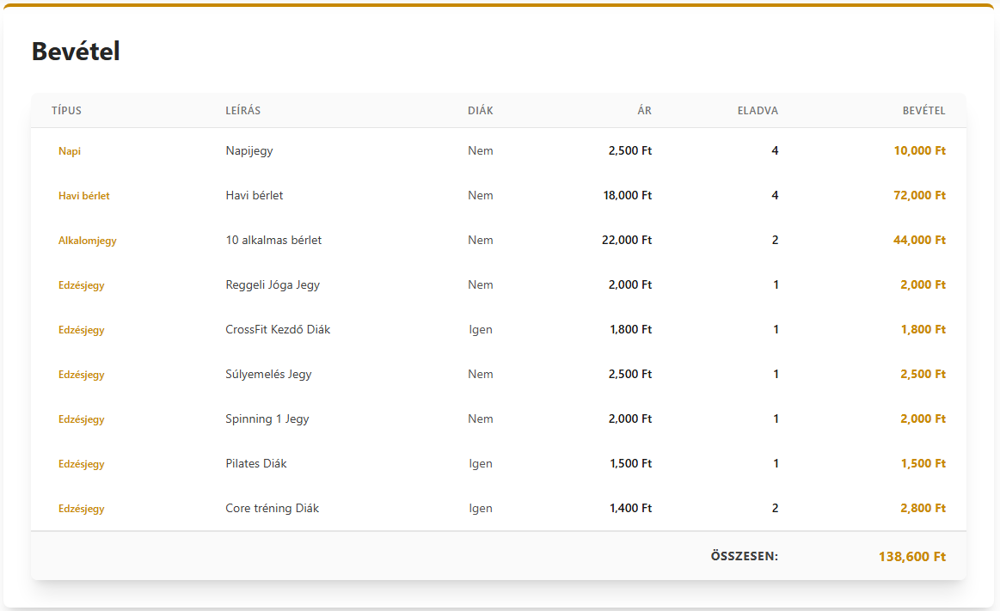 Bevétel
TÍPUS LEÍRÁS DIÁK ÁR ELADVA BEVÉTEL
Napi Napijegy Nem 2,500 Ft 4 10,000 Ft
Havi bérlet Havi bérlet Nem 18,000 Ft 4 72,000 Ft
Alkalomjegy 10 alkalmas bérlet Nem 22,000 Ft 2 44,000 Ft
Edzésjegy Reggeli Jóga Jegy Nem 2,000 Ft 1 2,000 Ft
Edzésjegy CrossFit Kezdő Diák Igen 1,800 Ft 1 1,800 Ft
Edzésjegy Súlyemelés Jegy Nem 2,500 Ft 1 2,500 Ft
Edzésjegy Spinning 1 Jegy Nem 2,000 Ft 1 2,000 Ft
Edzésjegy Pilates Diák Igen 1,500 Ft 1 1,500 Ft
Edzésjegy Core tréning Diák Igen 1,400 Ft 2 2,800 Ft
ÖSSZESEN: 138,600 Ft